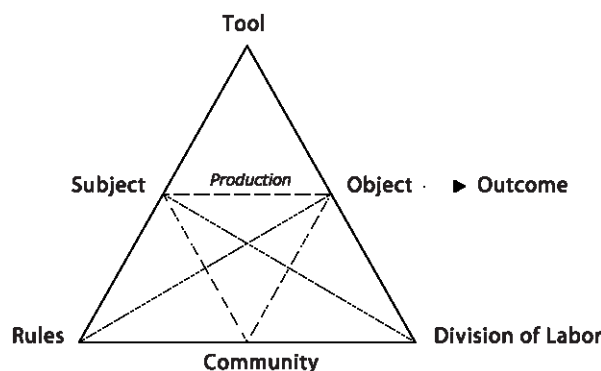 Tool
Subject
Production
Object
Outcome
Rules
Community
Division of Labor